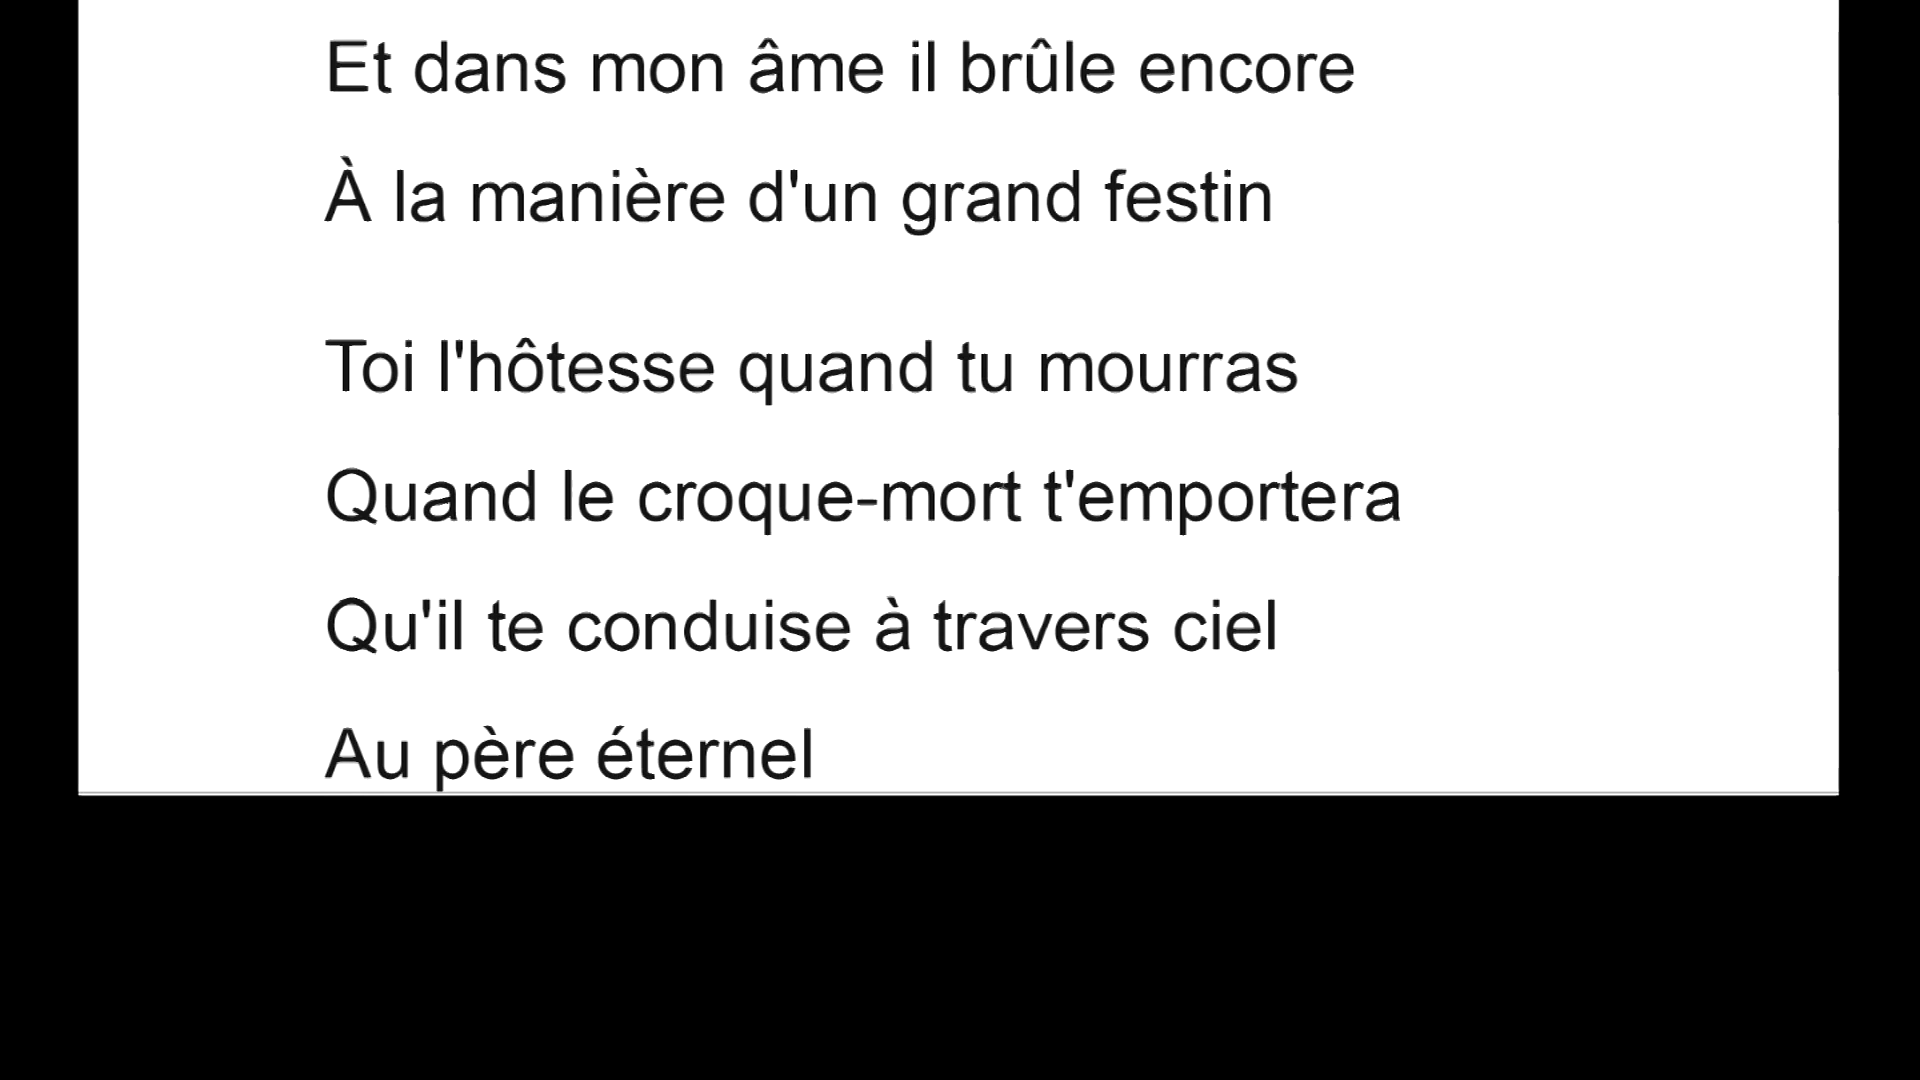 Et dans mon âme il brûle encore
À la manière d'un grand festin
Toi l'hôtesse quand tu mourras
Quand le croque-mort t'emportera
Qu'il te conduise à travers ciel
Au père éternel